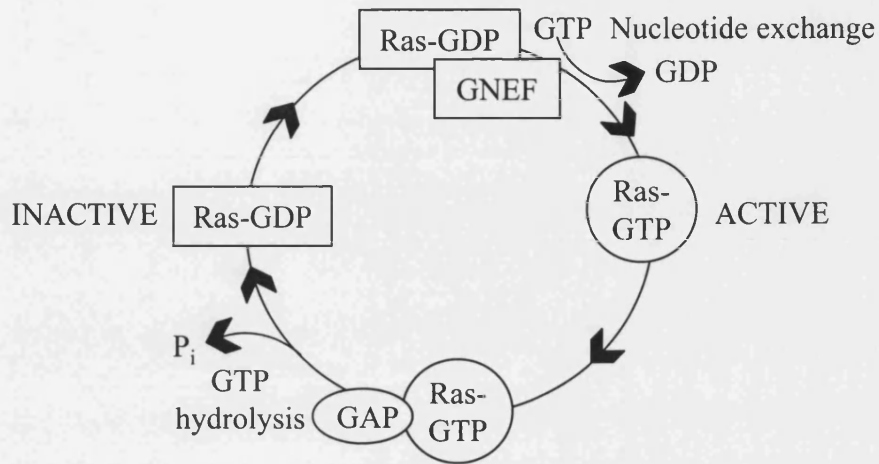 Ras-GDP
GTP Nucleotide exchange
GNEF
GDP
Ras-
GTP
ACTIVE
INACTIVE
Ras-GDP
Pi
GTP
hydrolysis
GAP
Ras-
GTP